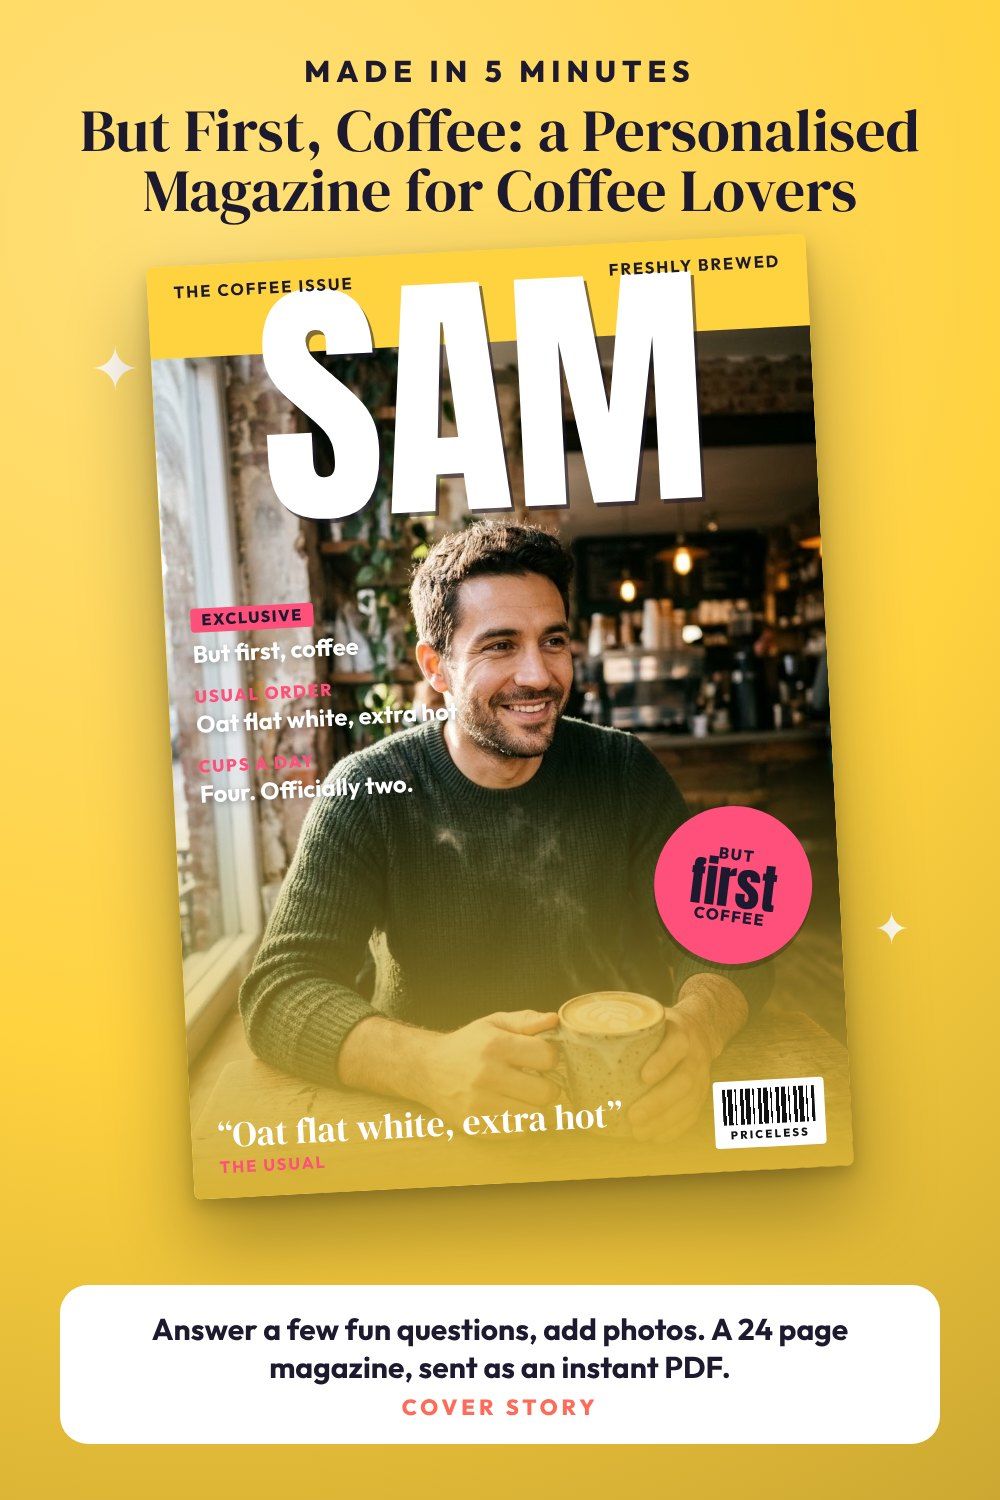 MADE IN 5 MINUTES
But First, Coffee: a Personalised
Magazine for Coffee Lovers
THE COFFEE ISSUE
FRESHLY BREWED
SAM
EXCLUSIVE
But first, coffee
USUAL ORDER
Oat flat white, extra hot
CUPS A DAY
Four. Officially two.
BUT
first
COFFEE
“Oat flat white, extra hot”
THE USUAL
PRICELESS
Answer a few fun questions, add photos. A 24 page
magazine, sent as an instant PDF.
COVER STORY